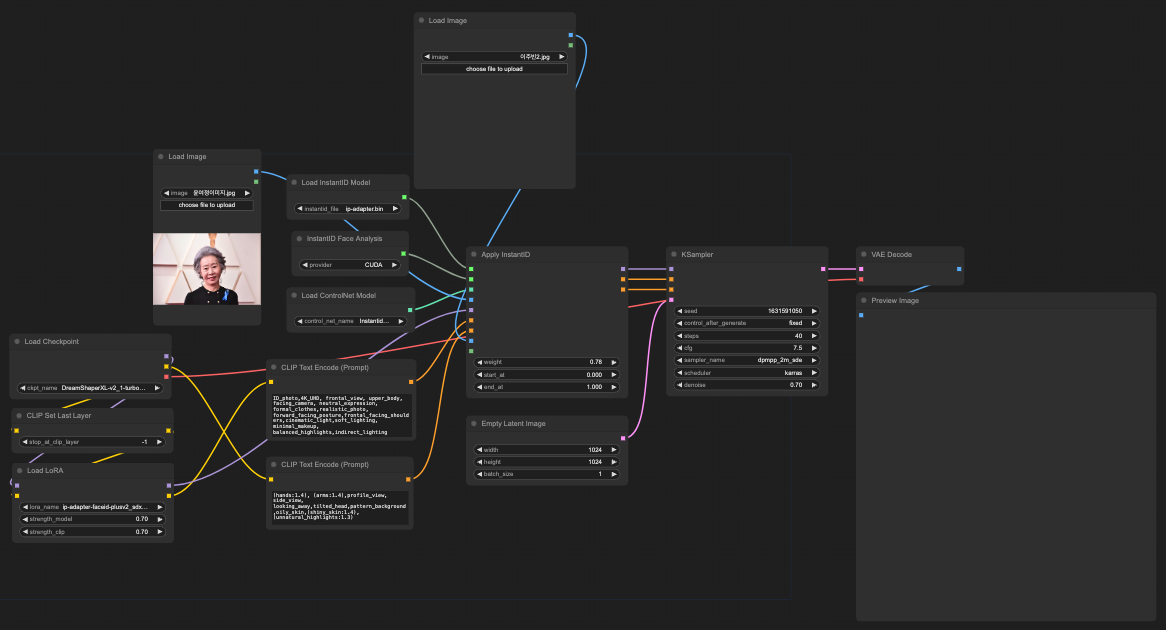 Load Image
image 이주빈2.jpg
choose file to upload
Load Image
image 윤여정이미지.jpg
choose file to upload
Load InstantID Model
instantid_file ip-adapter.bin
InstantID Face Analysis
provider CUDA
Load ControlNet Model
control_net_name Instantid...
Load Checkpoint
ckpt_name DreamShaperXL-v2_1-turbo...
CLIP Set Last Layer
stop_at_clip_layer -1
Load LoRA
lora_name ip-adapter-faceid-plusv2_sdx...
strength_model 0.70
strength_clip 0.70
CLIP Text Encode (Prompt)
ID_photo,4K_UHD, frontal_view, upper_body,
facing_camera, neutral_expression,
formal_clothes,realistic_photo,
forward_facing_posture,frontal_facing_should
ers,cinematic_light,soft_lighting,
minimal_makeup,
balanced_highlights,indirect_lighting
CLIP Text Encode (Prompt)
(hands:1.4), (arms:1.4),profile_view,
side_view,
looking_away,tilted_head,pattern_background
,oily_skin,(shiny_skin:1.4),
(unnatural_highlights:1.3)
Apply InstantID
weight 0.78
start_at 0.000
end_at 1.000
Empty Latent Image
width 1024
height 1024
batch_size 1
KSampler
seed 1631591050
control_after_generate fixed
steps 40
cfg 7.5
sampler_name dpmpp_2m_sde
scheduler karras
denoise 0.70
VAE Decode
Preview Image